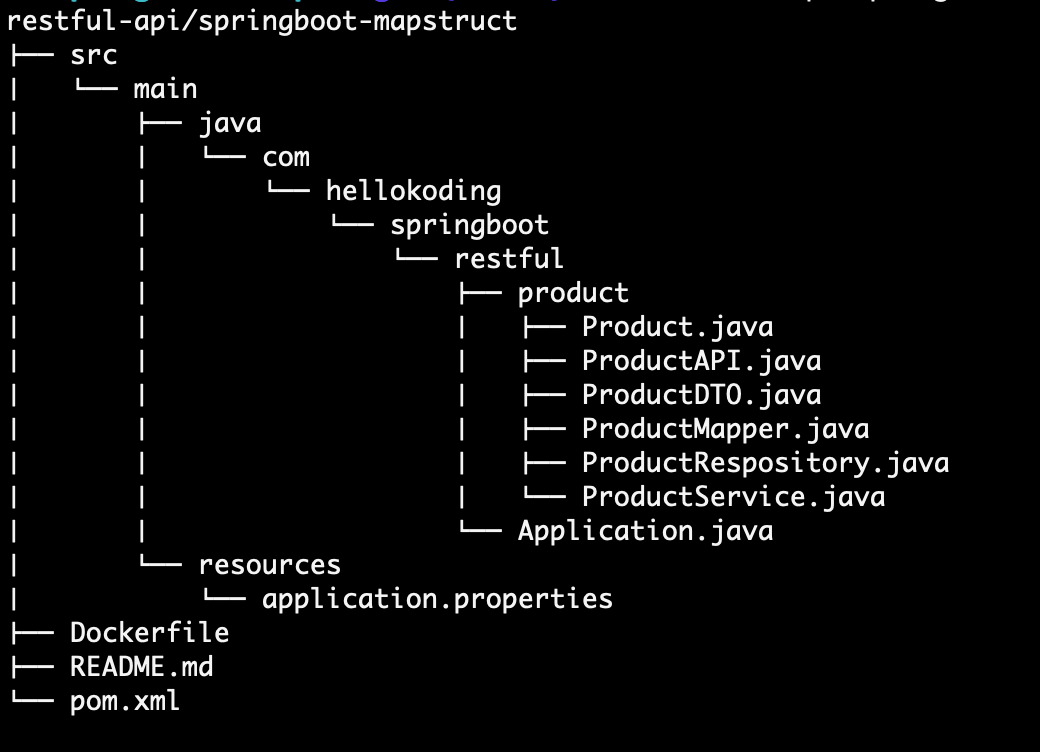 restful-api/springboot-mapstruct
├── src
|   └── main
|       ├── java
|       |   └── com
|       |       └── hellokoding
|       |           └── springboot
|       |               └── restful
|       |                   ├── product
|       |                   |   ├── Product.java
|       |                   |   ├── ProductAPI.java
|       |                   |   ├── ProductDTO.java
|       |                   |   ├── ProductMapper.java
|       |                   |   ├── ProductRespository.java
|       |                   |   └── ProductService.java
|       |                   └── Application.java
|       └── resources
|           └── application.properties
├── Dockerfile
├── README.md
└── pom.xml